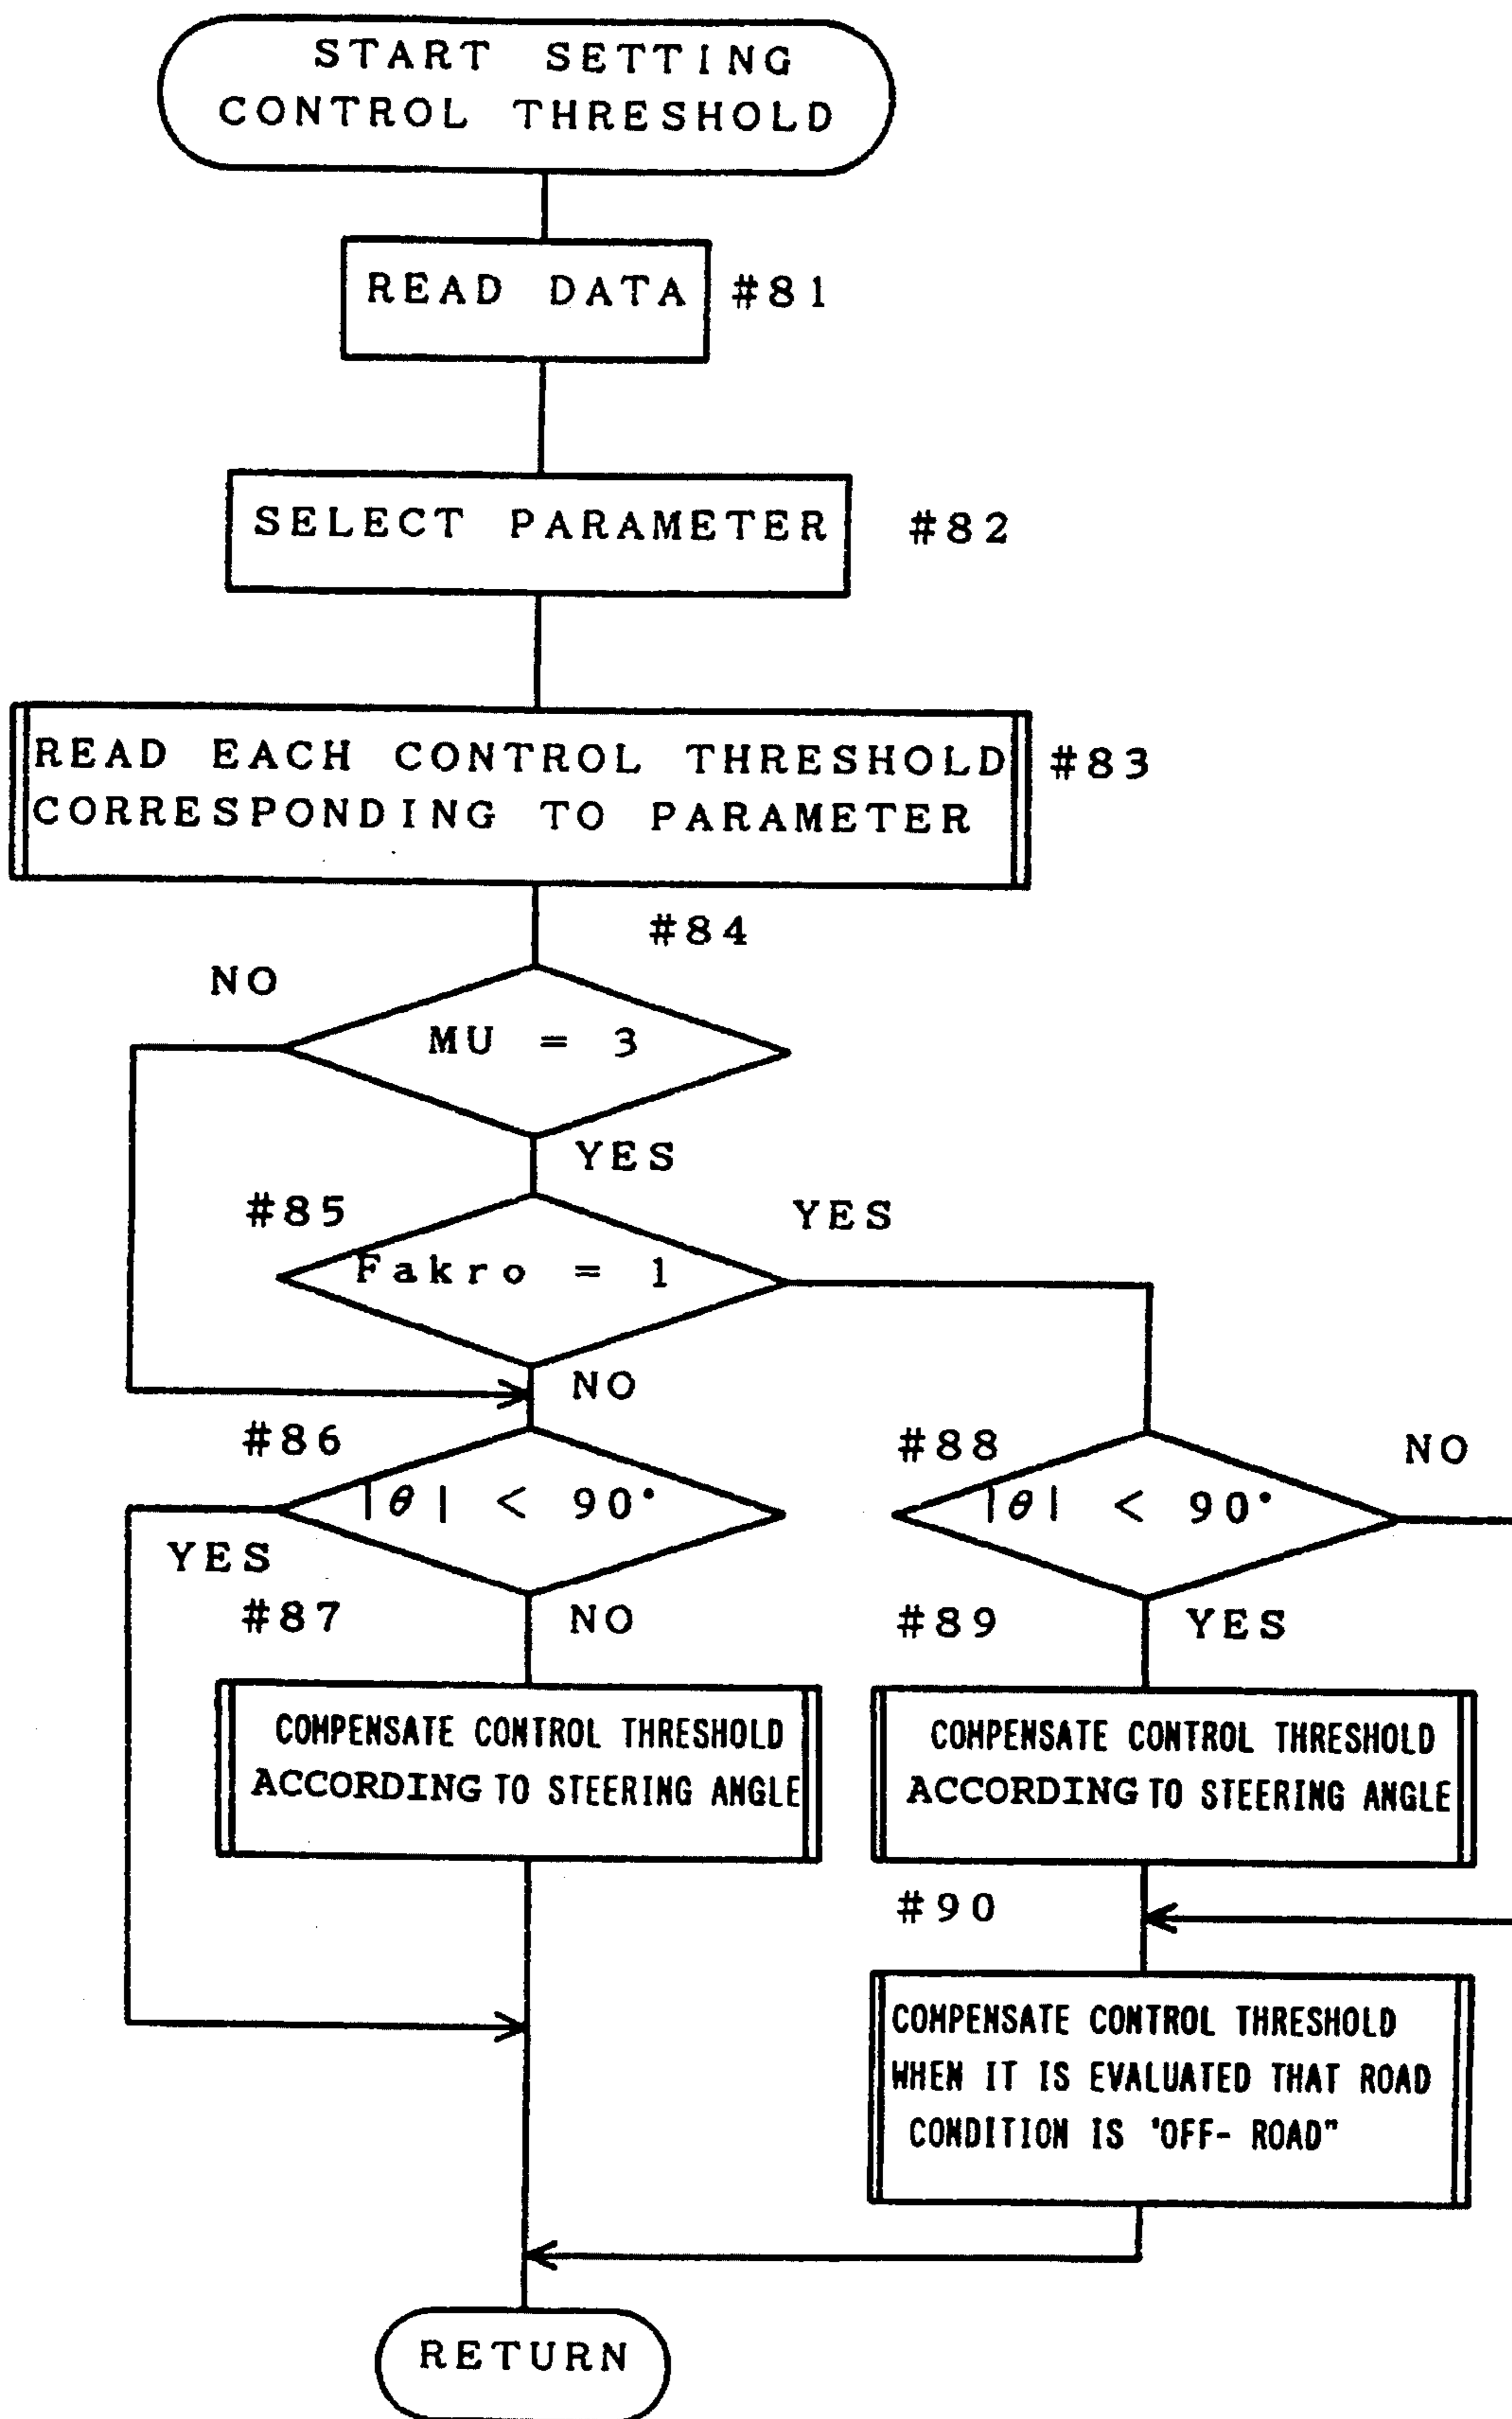 START SETTING
CONTROL THRESHOLD
READ DATA #81
SELECT PARAMETER #82
READ EACH CONTROL THRESHOLD #83
CORRESPONDING TO PARAMETER
#84
NO
MU = 3
YES
#85
YES
Fakro = 1
NO
#86
|θ| < 90°
YES
#87
NO
COMPENSATE CONTROL THRESHOLD
ACCORDING TO STEERING ANGLE
#88
NO
|θ| < 90°
#89
YES
COMPENSATE CONTROL THRESHOLD
ACCORDING TO STEERING ANGLE
#90
COMPENSATE CONTROL THRESHOLD
WHEN IT IS EVALUATED THAT ROAD
CONDITION IS "OFF- ROAD"
RETURN